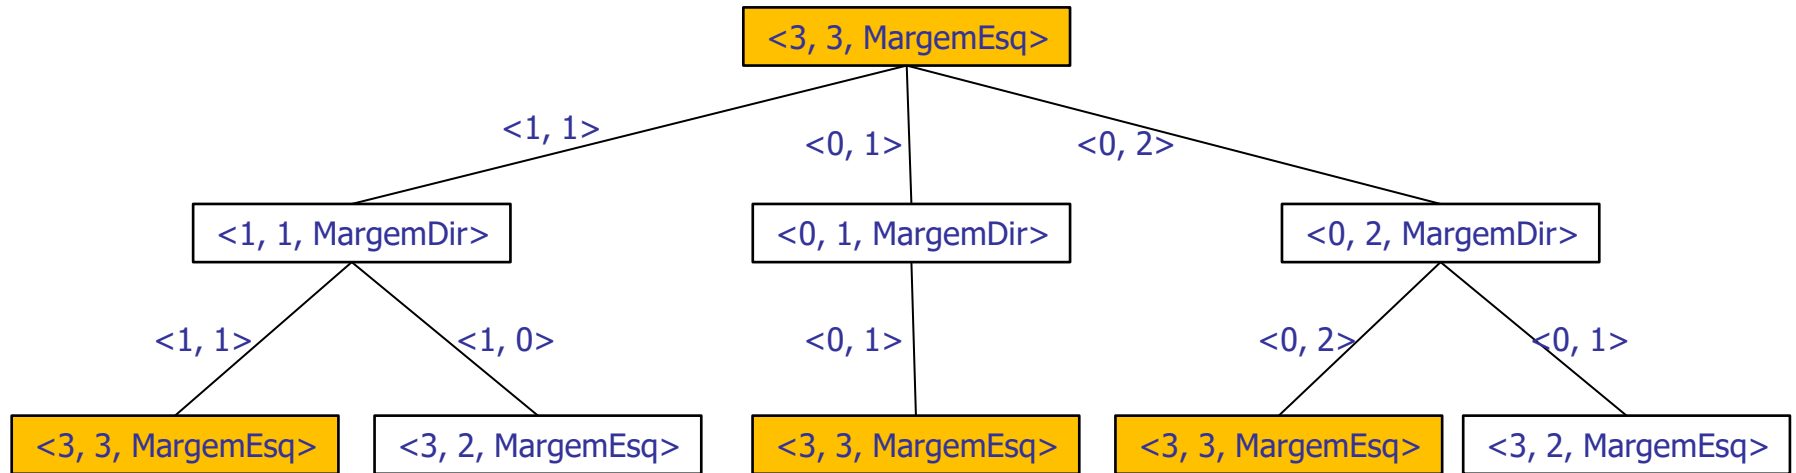 <3, 3, MargemEsq>
<1, 1>
<0, 1>
<0, 2>
<1, 1, MargemDir>
<0, 1, MargemDir>
<0, 2, MargemDir>
<1, 1>
<1, 0>
<0, 1>
<0, 2>
<0, 1>
<3, 3, MargemEsq>
<3, 2, MargemEsq>
<3, 3, MargemEsq>
<3, 3, MargemEsq>
<3, 2, MargemEsq>